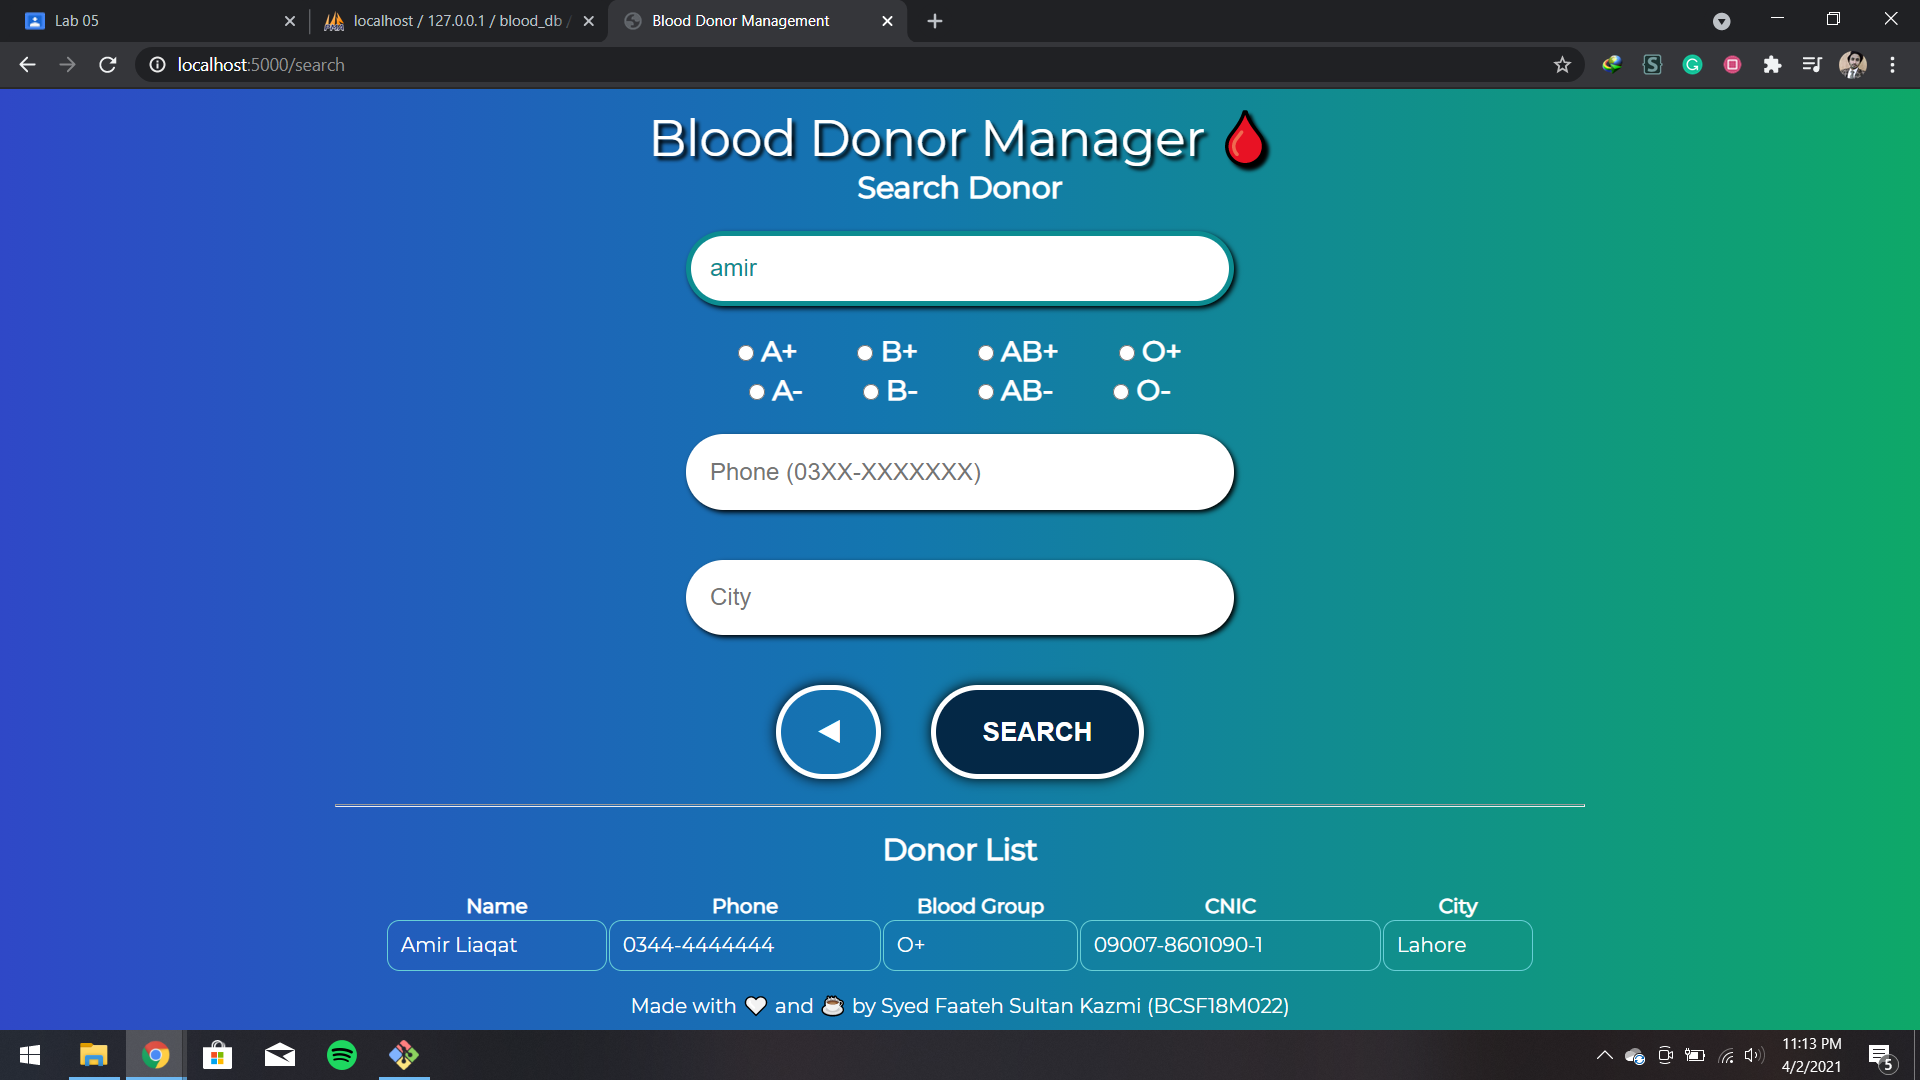 Lab 05
localhost / 127.0.0.1 / blood_db /
Blood Donor Management
localhost:5000/search
Blood Donor Manager
Search Donor
amir
A+ B+ AB+ O+
A- B- AB- O-
Phone (03XX-XXXXXXX)
City
SEARCH
Donor List
Name Phone Blood Group CNIC City
Amir Liaqat 0344-4444444 O+ 09007-8601090-1 Lahore
Made with 🤍 and ☕ by Syed Faateh Sultan Kazmi (BCSF18M022)
11:13 PM
4/2/2021
5